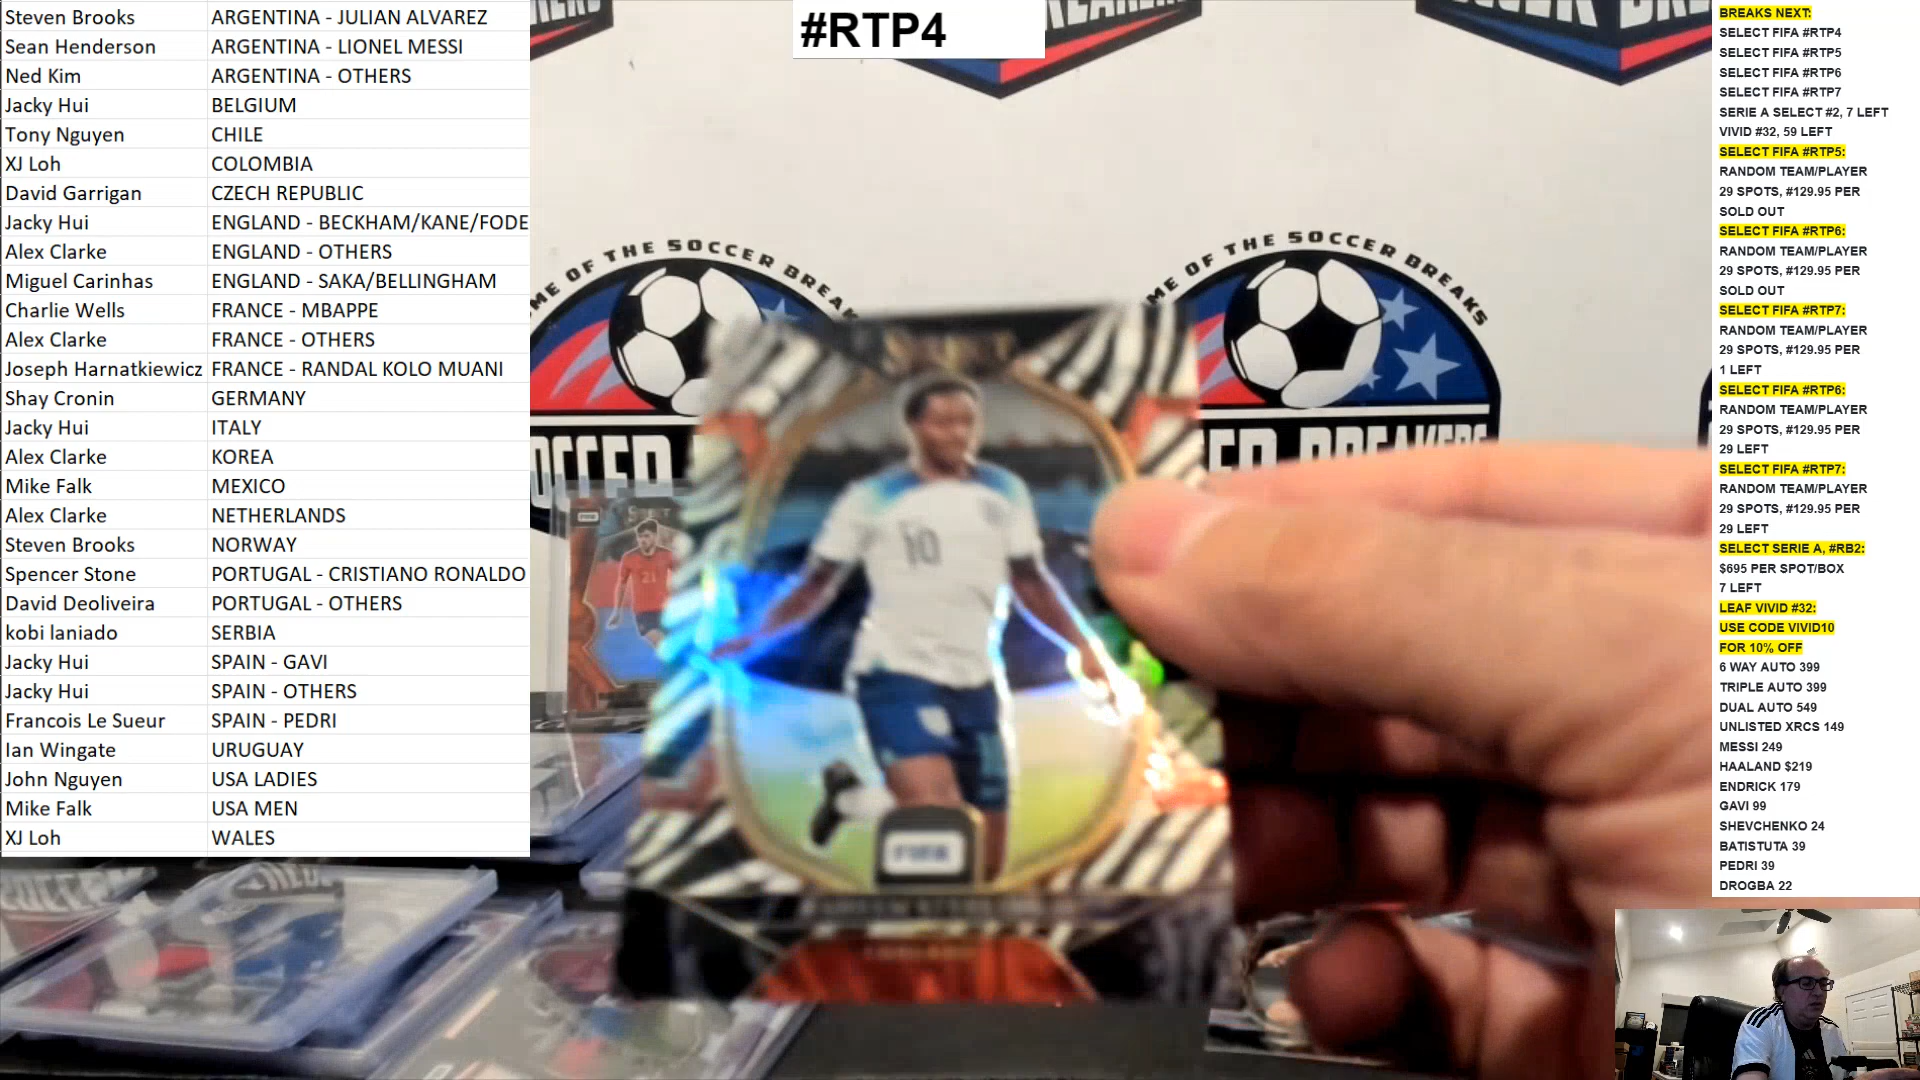 Steven Brooks ARGENTINA - JULIAN ALVAREZ
Sean Henderson ARGENTINA - LIONEL MESSI
Ned Kim ARGENTINA - OTHERS
Jacky Hui BELGIUM
Tony Nguyen CHILE
XJ Loh COLOMBIA
David Garrigan CZECH REPUBLIC
Jacky Hui ENGLAND - BECKHAM/KANE/FODE
Alex Clarke ENGLAND - OTHERS
Miguel Carinhas ENGLAND - SAKA/BELLINGHAM
Charlie Wells FRANCE - MBAPPE
Alex Clarke FRANCE - OTHERS
Joseph Harnatkiewicz FRANCE - RANDAL KOLO MUANI
Shay Cronin GERMANY
Jacky Hui ITALY
Alex Clarke KOREA
Mike Falk MEXICO
Alex Clarke NETHERLANDS
Steven Brooks NORWAY
Spencer Stone PORTUGAL - CRISTIANO RONALDO
David Deoliveira PORTUGAL - OTHERS
kobi laniado SERBIA
Jacky Hui SPAIN - GAVI
Jacky Hui SPAIN - OTHERS
Francois Le Sueur SPAIN - PEDRI
Ian Wingate URUGUAY
John Nguyen USA LADIES
Mike Falk USA MEN
XJ Loh WALES
#RTP4
OF THE SOCCER BREAK
OF THE SOCCER BREAKS
SOCCER
BREAKERS
SELECT
10
FIFA
21
BREAKS NEXT:
SELECT FIFA #RTP4
SELECT FIFA #RTP5
SELECT FIFA #RTP6
SELECT FIFA #RTP7
SERIE A SELECT #2, 7 LEFT
VIVID #32, 59 LEFT
SELECT FIFA #RTP5:
RANDOM TEAM/PLAYER
29 SPOTS, #129.95 PER
SOLD OUT
SELECT FIFA #RTP6:
RANDOM TEAM/PLAYER
29 SPOTS, #129.95 PER
SOLD OUT
SELECT FIFA #RTP7:
RANDOM TEAM/PLAYER
29 SPOTS, #129.95 PER
1 LEFT
SELECT FIFA #RTP6:
RANDOM TEAM/PLAYER
29 SPOTS, #129.95 PER
29 LEFT
SELECT FIFA #RTP7:
RANDOM TEAM/PLAYER
29 SPOTS, #129.95 PER
29 LEFT
SELECT SERIE A, #RB2:
$695 PER SPOT/BOX
7 LEFT
LEAF VIVID #32:
USE CODE VIVID10
FOR 10% OFF
6 WAY AUTO 399
TRIPLE AUTO 399
DUAL AUTO 549
UNLISTED XRCS 149
MESSI 249
HAALAND $219
ENDRICK 179
GAVI 99
SHEVCHENKO 24
BATISTUTA 39
PEDRI 39
DROGBA 22